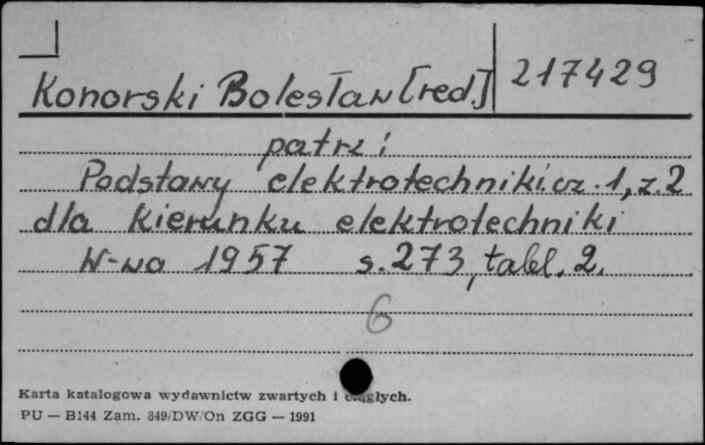 Konorski Bolesław [red.] 217429
patrz:
Podstawy elektrotechniki.cz.1, z.2
dla kierunku elektrotechniki
W-wa 1957 s.273, tabl. 2.
6
Karta katalogowa wydawnictw zwartych i ciągłych.
PU — B144 Zam. 349/DW/On ZGG — 1991